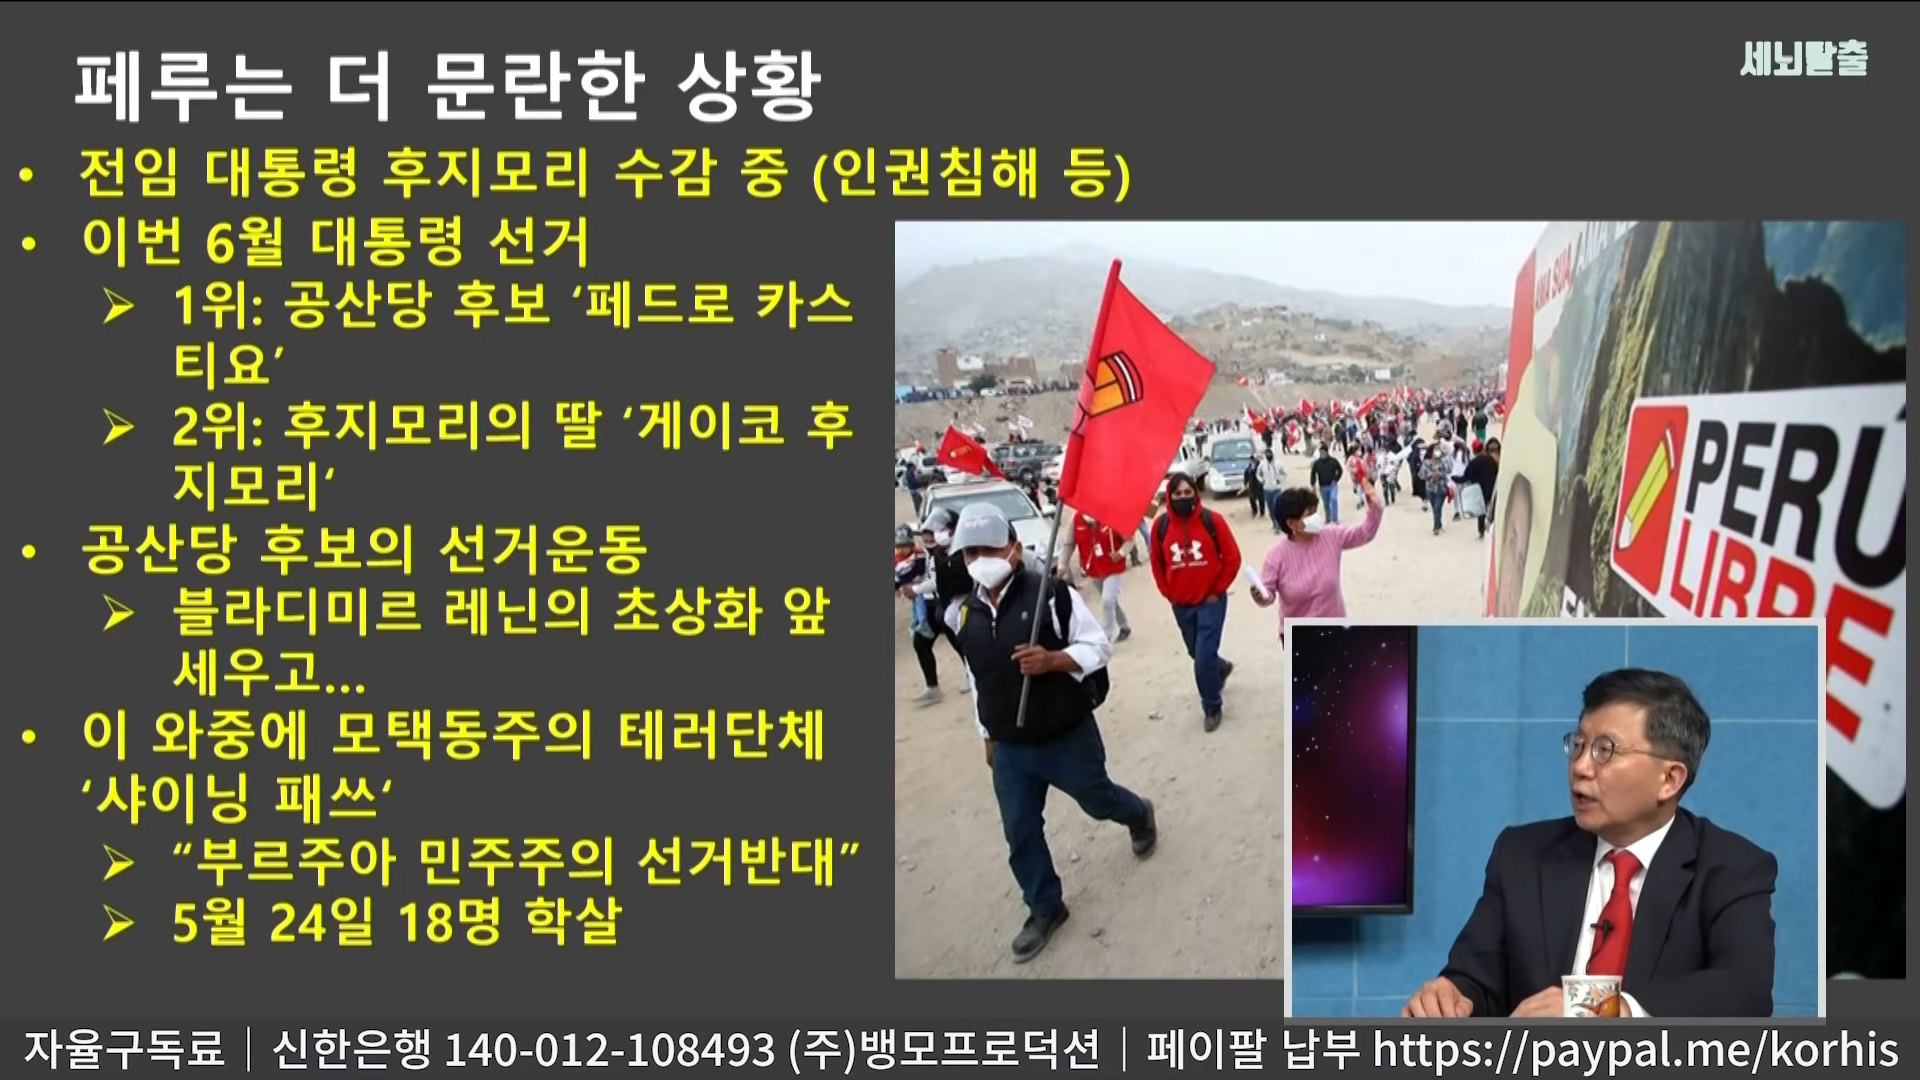 페루는 더 문란한 상황
세뇌탈출
• 전임 대통령 후지모리 수감 중 (인권침해 등)
• 이번 6월 대통령 선거
➢ 1위: 공산당 후보 ‘페드로 카스
티요’
➢ 2위: 후지모리의 딸 ‘게이코 후
지모리‘
• 공산당 후보의 선거운동
➢ 블라디미르 레닌의 초상화 앞
세우고...
• 이 와중에 모택동주의 테러단체
‘샤이닝 패쓰‘
➢ “부르주아 민주주의 선거반대”
➢ 5월 24일 18명 학살
PERÚ
LIBRE
자율구독료│신한은행 140-012-108493 (주)뱅모프로덕션│페이팔 납부 https://paypal.me/korhis